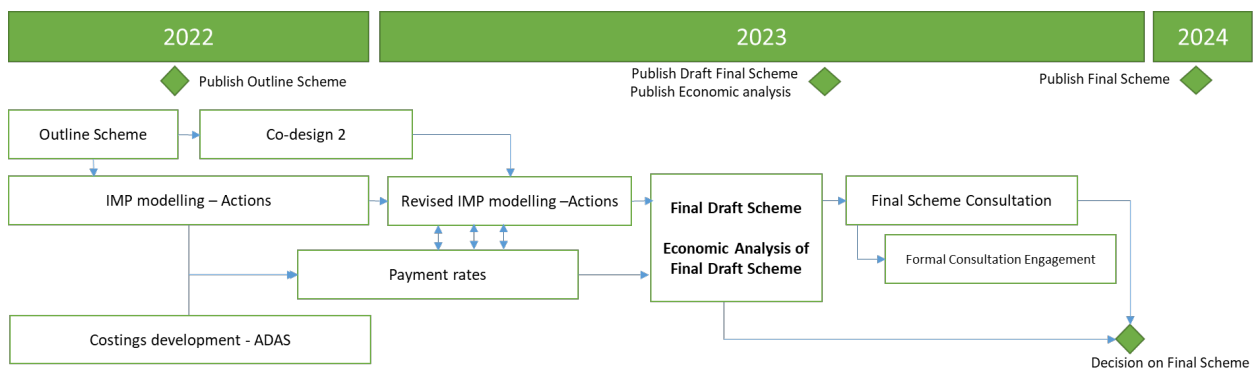 2022
2023
2024
Publish Outline Scheme
Publish Draft Final Scheme
Publish Economic analysis
Publish Final Scheme
Outline Scheme
Co-design 2
IMP modelling – Actions
Revised IMP modelling –Actions
Final Draft Scheme
Economic Analysis of
Final Draft Scheme
Final Scheme Consultation
Formal Consultation Engagement
Payment rates
Costings development - ADAS
Decision on Final Scheme